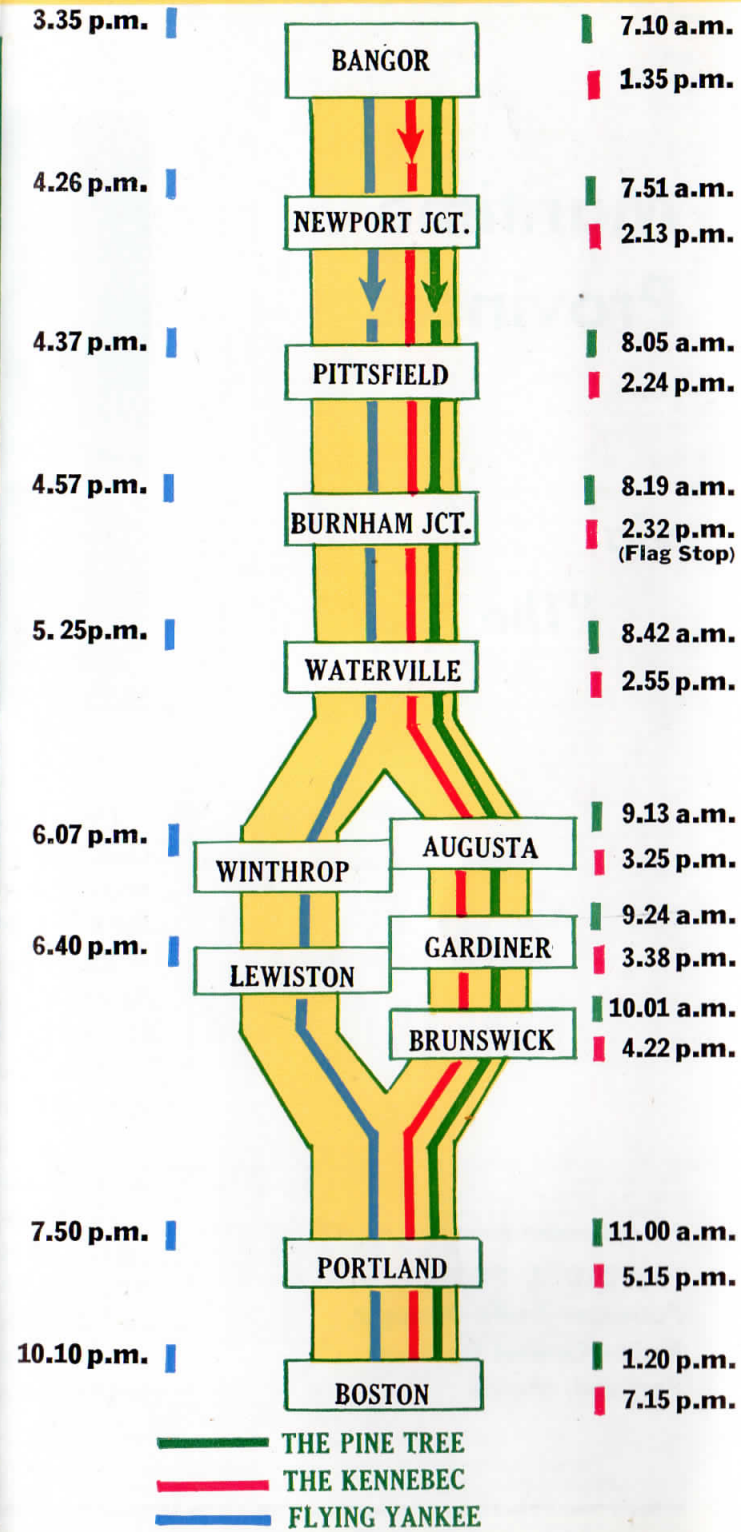 3.35 p.m.
BANGOR
7.10 a.m.
1.35 p.m.
4.26 p.m.
NEWPORT JCT.
7.51 a.m.
2.13 p.m.
4.37 p.m.
PITTSFIELD
8.05 a.m.
2.24 p.m.
4.57 p.m.
BURNHAM JCT.
8.19 a.m.
2.32 p.m.
(Flag Stop)
5.25p.m.
WATERVILLE
8.42 a.m.
2.55 p.m.
6.07 p.m.
WINTHROP
AUGUSTA
9.13 a.m.
3.25 p.m.
6.40 p.m.
LEWISTON
GARDINER
9.24 a.m.
3.38 p.m.
BRUNSWICK
10.01 a.m.
4.22 p.m.
7.50 p.m.
PORTLAND
11.00 a.m.
5.15 p.m.
10.10 p.m.
BOSTON
1.20 p.m.
7.15 p.m.
THE PINE TREE
THE KENNEBEC
FLYING YANKEE